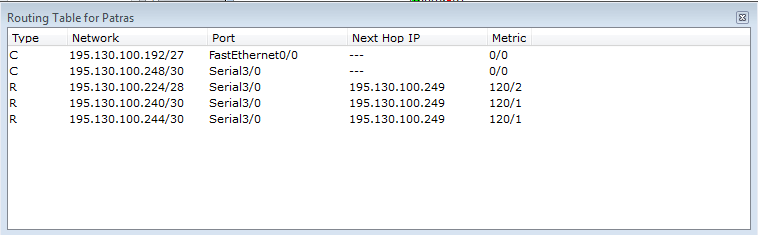 Routing Table for Patras
Type Network Port Next Hop IP Metric
C 195.130.100.192/27 FastEthernet0/0 --- 0/0
C 195.130.100.248/30 Serial3/0 --- 0/0
R 195.130.100.224/28 Serial3/0 195.130.100.249 120/2
R 195.130.100.240/30 Serial3/0 195.130.100.249 120/1
R 195.130.100.244/30 Serial3/0 195.130.100.249 120/1